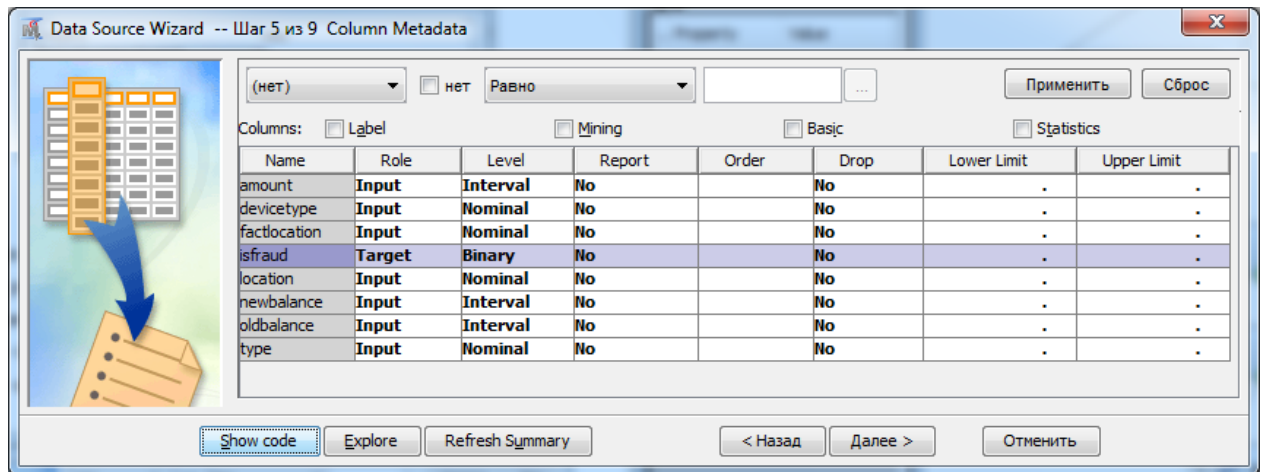 Data Source Wizard -- Шаг 5 из 9 Column Metadata
(нет) нет Равно ... Применить Сброс
Columns: Label Mining Basic Statistics
Name Role Level Report Order Drop Lower Limit Upper Limit
amount Input Interval No No . .
devicetype Input Nominal No No . .
factlocation Input Nominal No No . .
isfraud Target Binary No No . .
location Input Nominal No No . .
newbalance Input Interval No No . .
oldbalance Input Interval No No . .
type Input Nominal No No . .
Show code Explore Refresh Summary < Назад Далее > Отменить